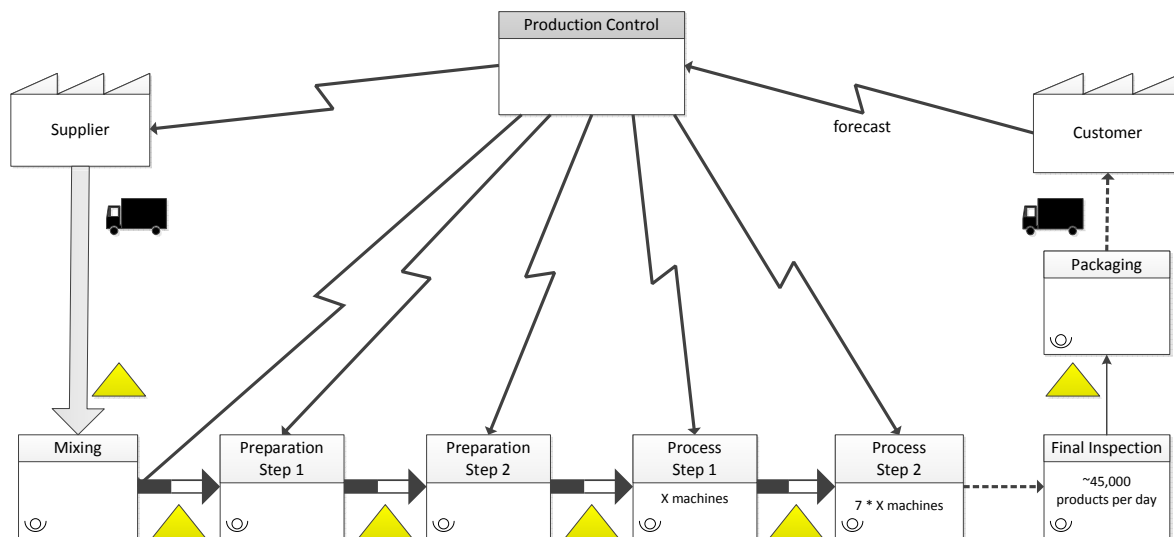 Production Control
Supplier
forecast
Customer
Packaging
Mixing
Preparation
Step 1
Preparation
Step 2
Process
Step 1
X machines
Process
Step 2
7 * X machines
Final Inspection
~45,000
products per day